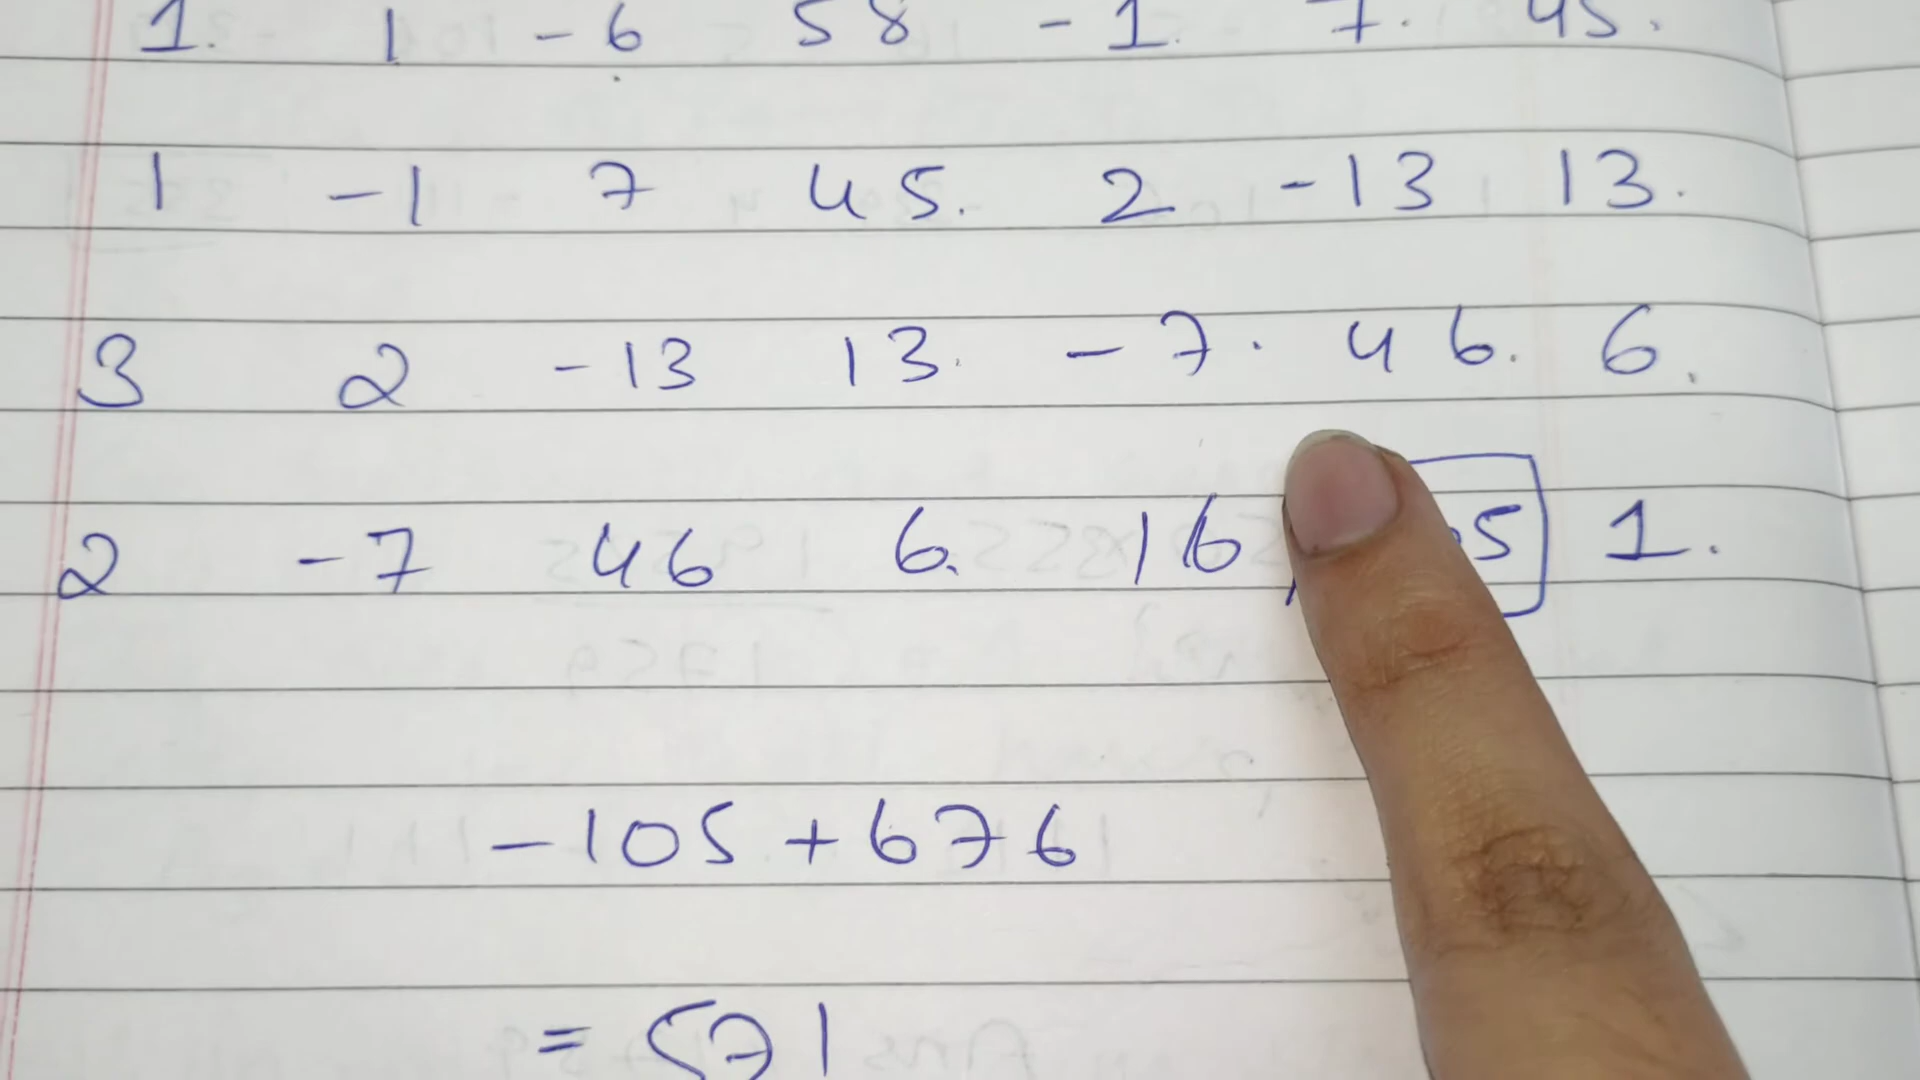 1. 1 -6 58 -1. 7. 45.
1 -1 7 45. 2 -13 13.
3 2 -13 13. -7. 46. 6.
2 -7 46 6. 16 1.
-105+676
= 571